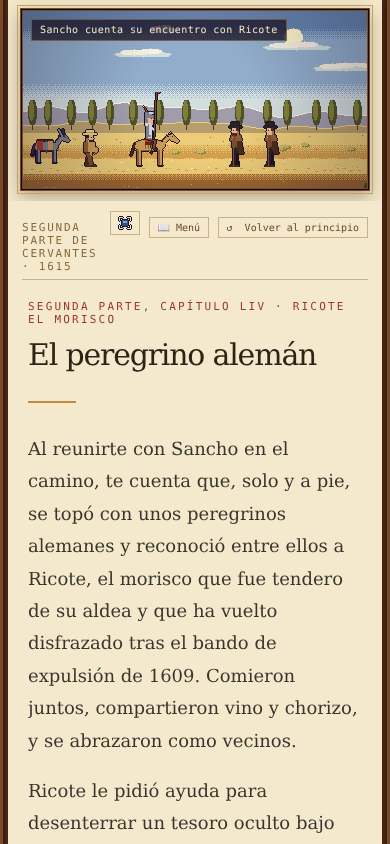 Sancho cuenta su encuentro con Ricote
SEGUNDA
PARTE DE
CERVANTES
· 1615
📖 Menú
↺ Volver al principio
SEGUNDA PARTE, CAPÍTULO LIV · RICOTE
EL MORISCO
El peregrino alemán
Al reunirte con Sancho en el
camino, te cuenta que, solo y a pie,
se topó con unos peregrinos
alemanes y reconoció entre ellos a
Ricote, el morisco que fue tendero
de su aldea y que ha vuelto
disfrazado tras el bando de
expulsión de 1609. Comieron
juntos, compartieron vino y chorizo,
y se abrazaron como vecinos.
Ricote le pidió ayuda para
desenterrar un tesoro oculto bajo